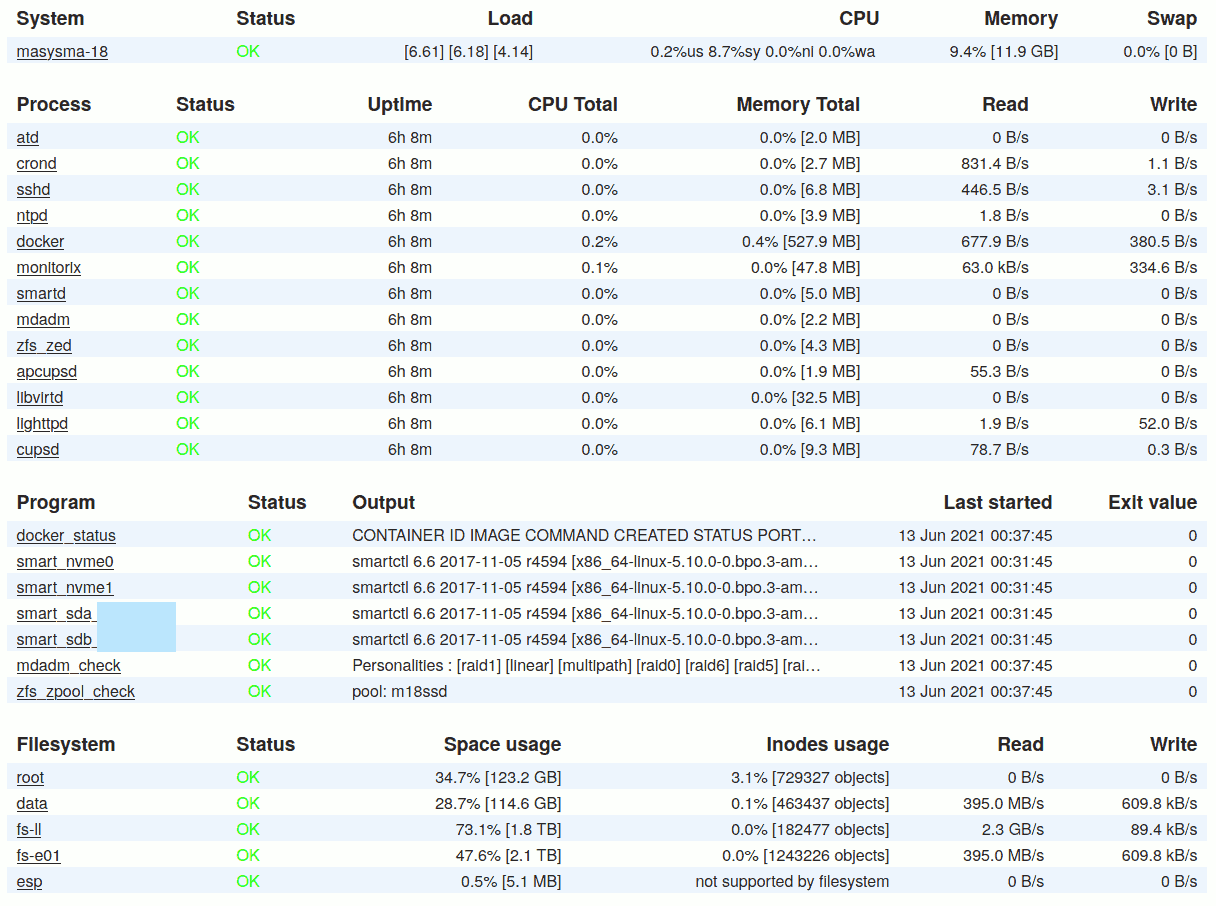 System Status Load CPU Memory Swap
masysma-18 OK [6.61] [6.18] [4.14] 0.2%us 8.7%sy 0.0%ni 0.0%wa 9.4% [11.9 GB] 0.0% [0 B]
Process Status Uptime CPU Total Memory Total Read Write
atd OK 6h 8m 0.0% 0.0% [2.0 MB] 0 B/s 0 B/s
crond OK 6h 8m 0.0% 0.0% [2.7 MB] 831.4 B/s 1.1 B/s
sshd OK 6h 8m 0.0% 0.0% [6.8 MB] 446.5 B/s 3.1 B/s
ntpd OK 6h 8m 0.0% 0.0% [3.9 MB] 1.8 B/s 0 B/s
docker OK 6h 8m 0.2% 0.4% [527.9 MB] 677.9 B/s 380.5 B/s
monitorix OK 6h 8m 0.1% 0.0% [47.8 MB] 63.0 kB/s 334.6 B/s
smartd OK 6h 8m 0.0% 0.0% [5.0 MB] 0 B/s 0 B/s
mdadm OK 6h 8m 0.0% 0.0% [2.2 MB] 0 B/s 0 B/s
zfs_zed OK 6h 8m 0.0% 0.0% [4.3 MB] 0 B/s 0 B/s
apcupsd OK 6h 8m 0.0% 0.0% [1.9 MB] 55.3 B/s 0 B/s
libvirtd OK 6h 8m 0.0% 0.0% [32.5 MB] 0 B/s 0 B/s
lighttpd OK 6h 8m 0.0% 0.0% [6.1 MB] 1.9 B/s 52.0 B/s
cupsd OK 6h 8m 0.0% 0.0% [9.3 MB] 78.7 B/s 0.3 B/s
Program Status Output Last started Exit value
docker_status OK CONTAINER ID IMAGE COMMAND CREATED STATUS PORT… 13 Jun 2021 00:37:45 0
smart_nvme0 OK smartctl 6.6 2017-11-05 r4594 [x86_64-linux-5.10.0-0.bpo.3-am… 13 Jun 2021 00:31:45 0
smart_nvme1 OK smartctl 6.6 2017-11-05 r4594 [x86_64-linux-5.10.0-0.bpo.3-am… 13 Jun 2021 00:31:45 0
smart_sda_ OK smartctl 6.6 2017-11-05 r4594 [x86_64-linux-5.10.0-0.bpo.3-am… 13 Jun 2021 00:31:45 0
smart_sdb_ OK smartctl 6.6 2017-11-05 r4594 [x86_64-linux-5.10.0-0.bpo.3-am… 13 Jun 2021 00:31:45 0
mdadm_check OK Personalities : [raid1] [linear] [multipath] [raid0] [raid6] [raid5] [rai… 13 Jun 2021 00:37:45 0
zfs_zpool_check OK pool: m18ssd 13 Jun 2021 00:37:45 0
Filesystem Status Space usage Inodes usage Read Write
root OK 34.7% [123.2 GB] 3.1% [729327 objects] 0 B/s 0 B/s
data OK 28.7% [114.6 GB] 0.1% [463437 objects] 395.0 MB/s 609.8 kB/s
fs-ll OK 73.1% [1.8 TB] 0.0% [182477 objects] 2.3 GB/s 89.4 kB/s
fs-e01 OK 47.6% [2.1 TB] 0.0% [1243226 objects] 395.0 MB/s 609.8 kB/s
esp OK 0.5% [5.1 MB] not supported by filesystem 0 B/s 0 B/s